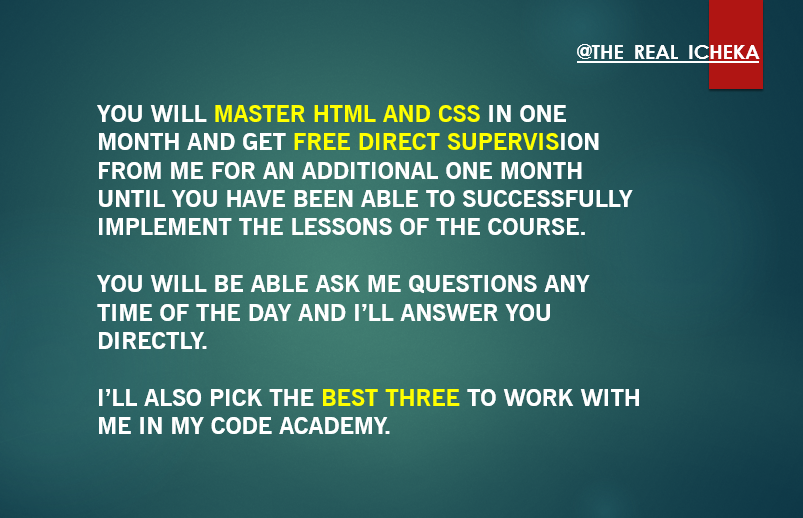 @THE REAL ICHEKA
YOU WILL MASTER HTML AND CSS IN ONE
MONTH AND GET FREE DIRECT SUPERVISION
FROM ME FOR AN ADDITIONAL ONE MONTH
UNTIL YOU HAVE BEEN ABLE TO SUCCESSFULLY
IMPLEMENT THE LESSONS OF THE COURSE.
YOU WILL BE ABLE ASK ME QUESTIONS ANY
TIME OF THE DAY AND I’LL ANSWER YOU
DIRECTLY.
I’LL ALSO PICK THE BEST THREE TO WORK WITH
ME IN MY CODE ACADEMY.